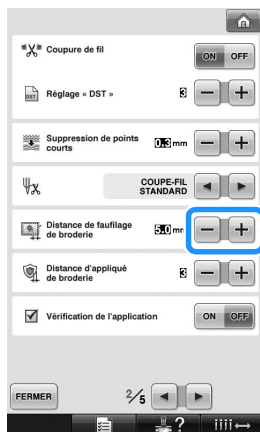 Coupure de fil
ON OFF
DST
Réglage « DST »
3
− +
Suppression de points
courts
0.3 mm
− +
COUPE-FIL
STANDARD
Distance de faufilage
de broderie
5.0 mm
− +
Distance d'appliqué
de broderie
3
− +
Vérification de l'application
ON OFF
FERMER
2/5
?